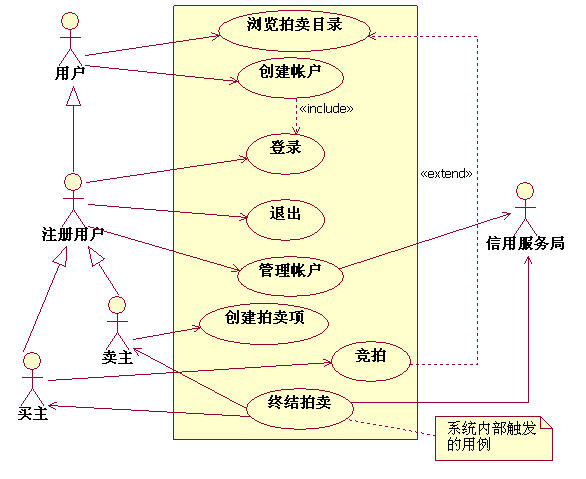 浏览拍卖目录
用户
创建帐户
«include»
登录
«extend»
注册用户
退出
信用服务局
管理帐户
创建拍卖项
卖主
竞拍
买主
终结拍卖
系统内部触发
的用例